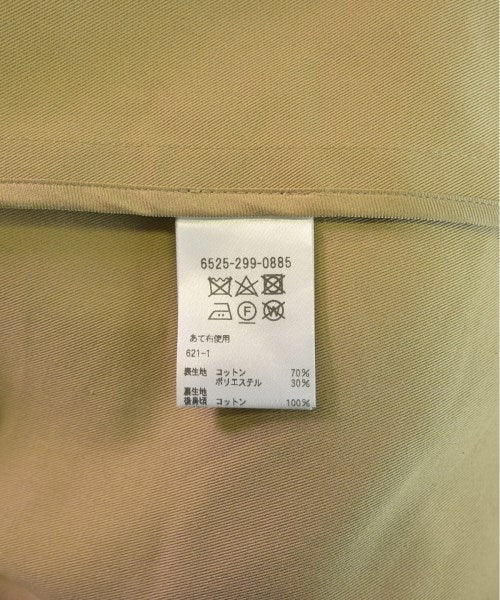 6525-299-0885
F W
あて布使用
621-1
表生地 コットン 70%
ポリエステル 30%
裏生地
後身頃 コットン 100%